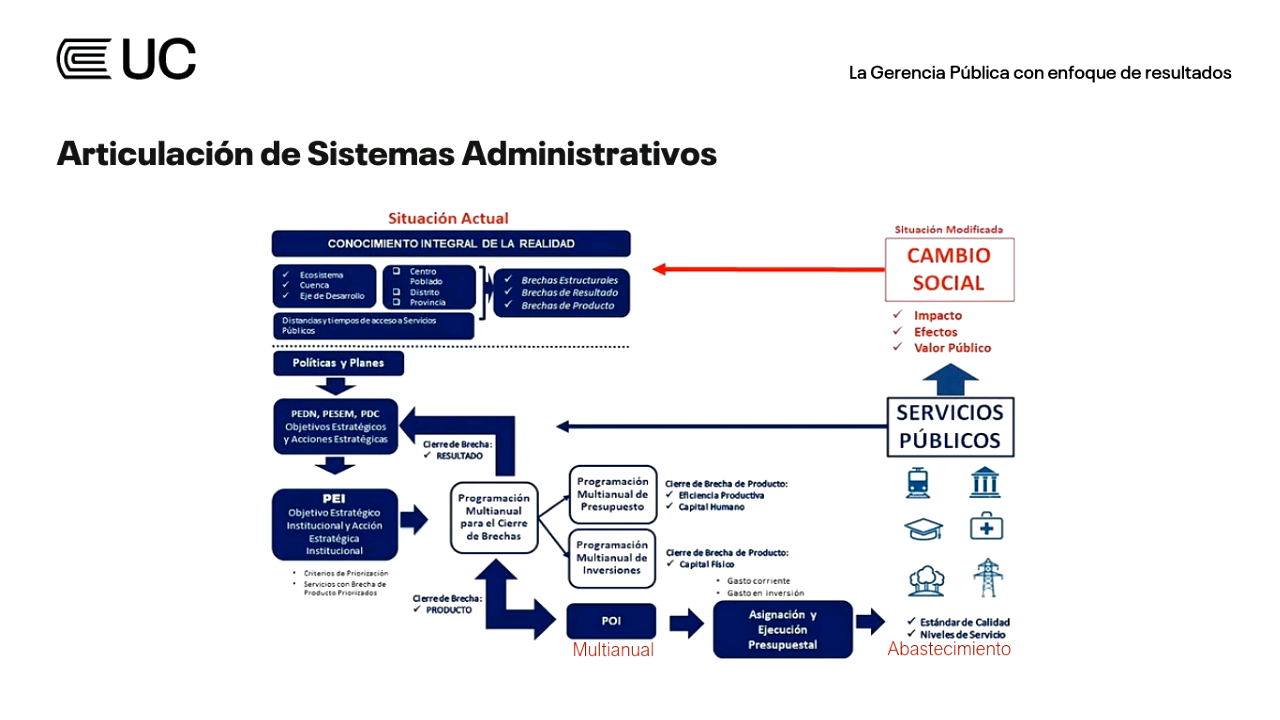 UC
La Gerencia Pública con enfoque de resultados
Articulación de Sistemas Administrativos
Situación Actual
CONOCIMIENTO INTEGRAL DE LA REALIDAD
✓ Ecosistema
✓ Cuenca
✓ Eje de Desarrollo
❑ Centro
Poblado
❑ Distrito
❑ Provincia
✓ Brechas Estructurales
✓ Brechas de Resultado
✓ Brechas de Producto
Distancias y tiempos de acceso a Servicios
Públicos
Situación Modificada
CAMBIO
SOCIAL
✓ Impacto
✓ Efectos
✓ Valor Público
Políticas y Planes
PEDN, PESEM, PDC
Objetivos Estratégicos
y Acciones Estratégicas
Cierre de Brecha:
✓ RESULTADO
SERVICIOS
PÚBLICOS
PEI
Objetivo Estratégico
Institucional y Acción
Estratégica
Institucional
• Criterios de Priorización
• Servicios con Brecha de
Producto Priorizados
Programación
Multianual
para el Cierre
de Brechas
Programación
Multianual de
Presupuesto
Cierre de Brecha de Producto:
✓ Eficiencia Productiva
✓ Capital Humano
Programación
Multianual de
Inversiones
Cierre de Brecha de Producto:
✓ Capital Físico
• Gasto corriente
• Gasto en inversión
Cierre de Brecha:
✓ PRODUCTO
POI
Multianual
Asignación y
Ejecución
Presupuestal
✓ Estándar de Calidad
✓ Niveles de Servicio
Abastecimiento